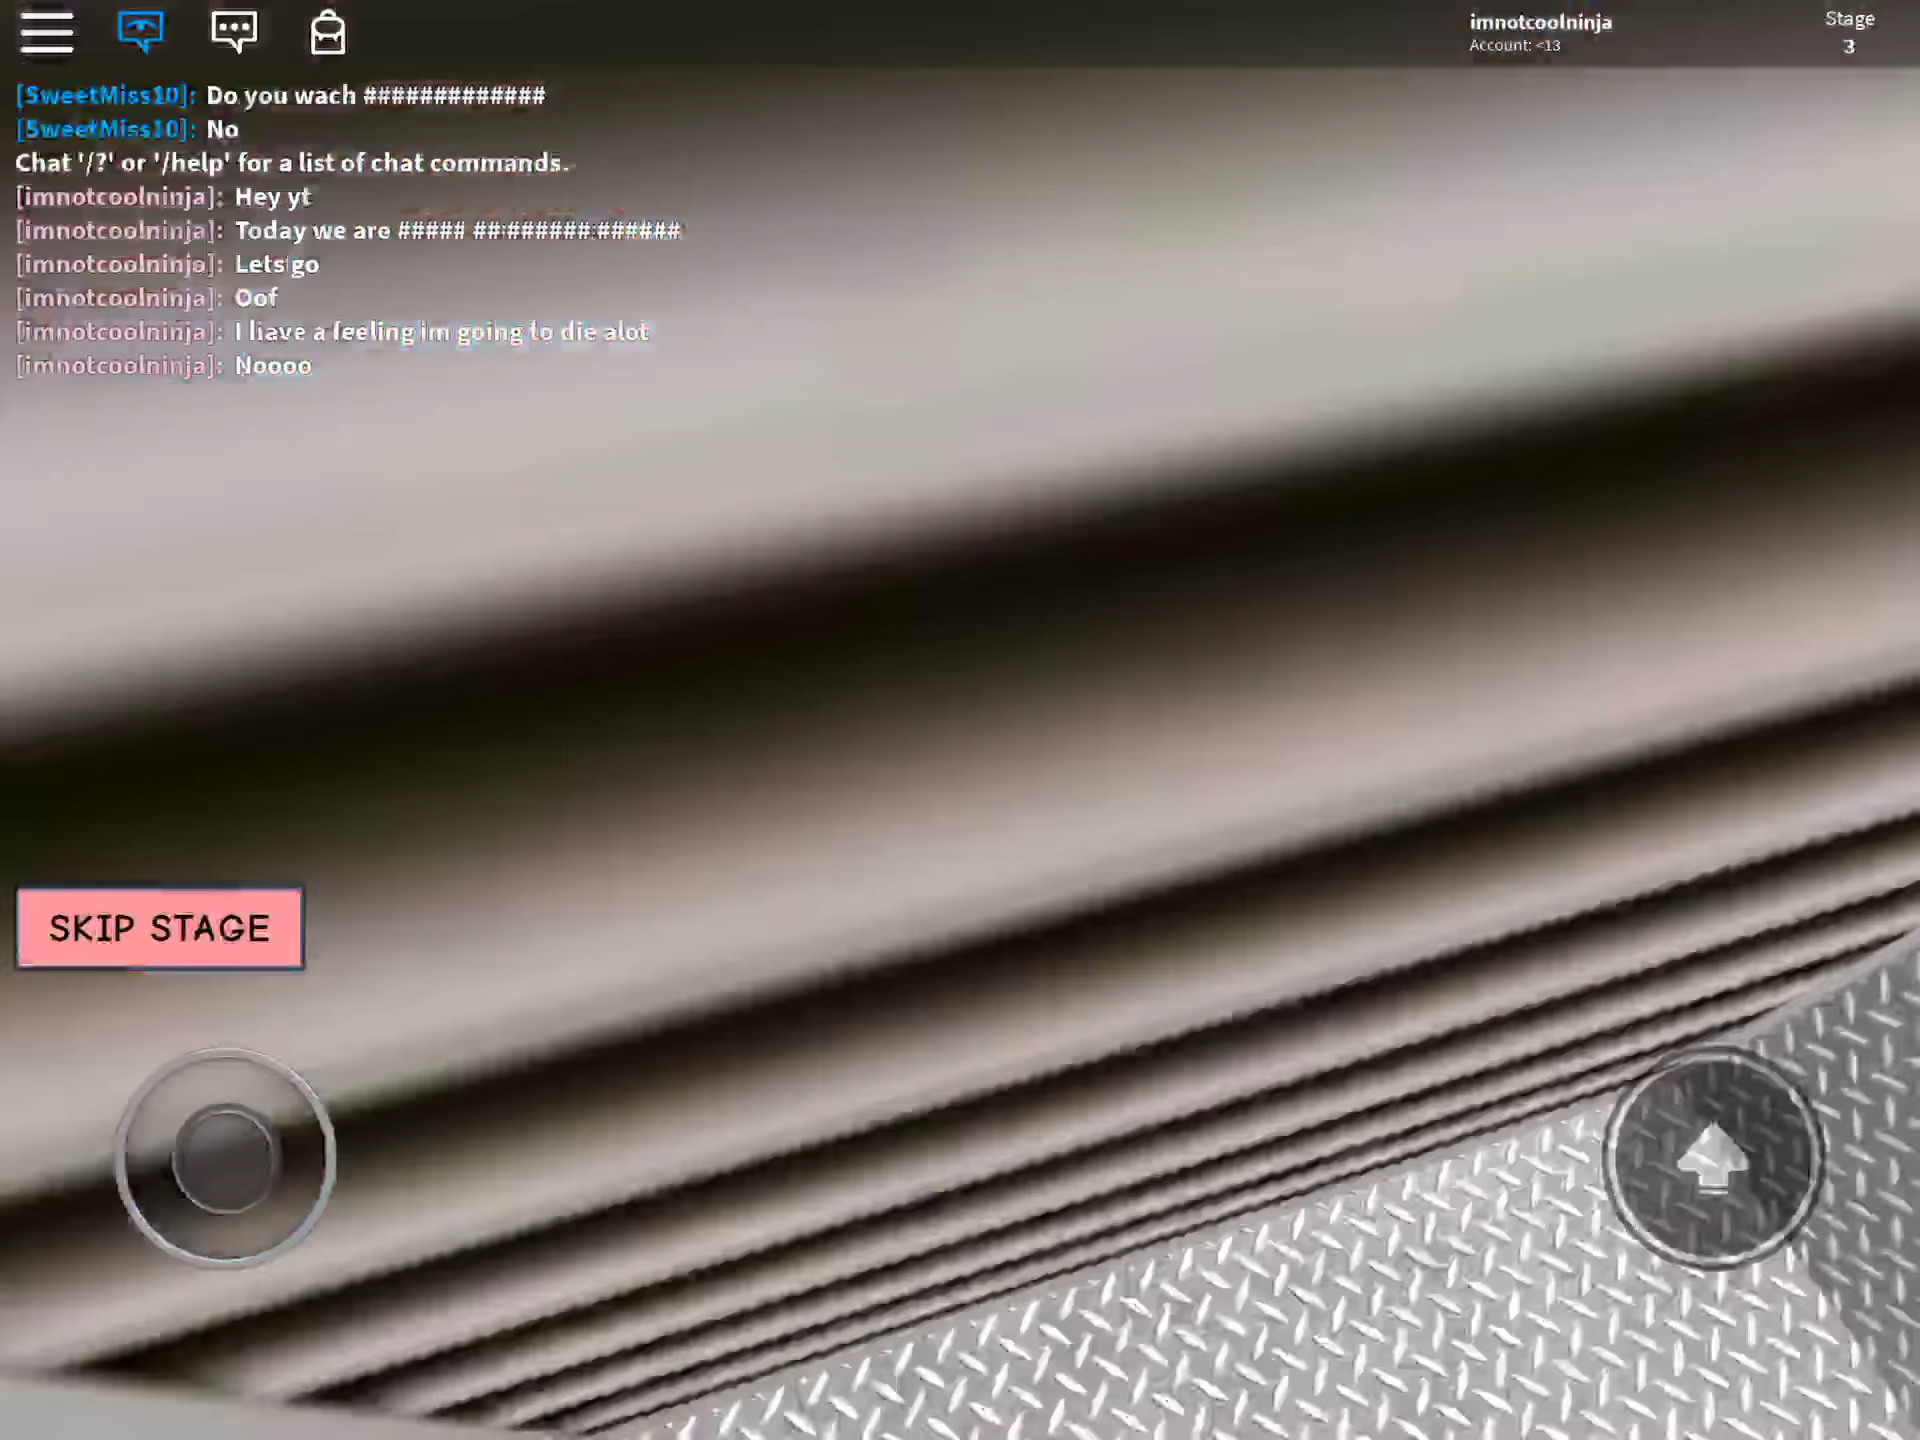 imnotcoolninja
Account: <13
Stage
3
[SweetMiss10]: Do you wach #############
[SweetMiss10]: No
Chat '/?' or '/help' for a list of chat commands.
[imnotcoolninja]: Hey yt
[imnotcoolninja]: Today we are ##### ######## ######
[imnotcoolninja]: Lets go
[imnotcoolninja]: Oof
[imnotcoolninja]: I have a feeling im going to die alot
[imnotcoolninja]: Noooo
SKIP STAGE